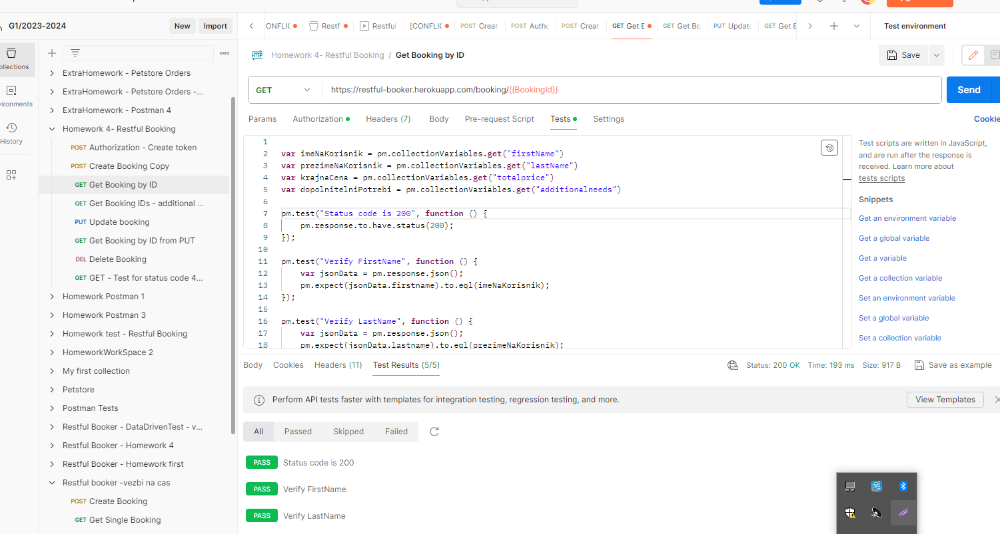 G1/2023-2024
New
Import
ONFLIC
Restf
Restful
[CONFLIC
POST Creat
POST Autho
POST Creat
GET Get E
GET Get Bo
PUT Update
GET Get E
Test environment
ollections
vironments
History
ExtraHomework - Petstore Orders
ExtraHomework - Petstore Orders -...
ExtraHomework - Postman 4
Homework 4- Restful Booking
POST Authorization - Create token
POST Create Booking Copy
GET Get Booking by ID
GET Get Booking IDs - additional ...
PUT Update booking
GET Get Booking by ID from PUT
DEL Delete Booking
GET GET - Test for status code 4...
Homework Postman 1
Homework Postman 3
Homework test - Restful Booking
HomeworkWorkSpace 2
My first collection
Petstore
Postman Tests
Restful Booker - DataDrivenTest - v...
Restful Booker - Homework 4
Restful Booker - Homework first
Restful booker -vezbi na cas
POST Create Booking
GET Get Single Booking
HTTP Homework 4- Restful Booking / Get Booking by ID
Save
GET https://restful-booker.herokuapp.com/booking/{{BookingId}}
Send
Params Authorization Headers (7) Body Pre-request Script Tests Settings
Cookie
1
2 var imeNaKorisnik = pm.collectionVariables.get("firstName")
3 var prezimeNaKorisnik = pm.collectionVariables.get("lastName")
4 var krajnaCena = pm.collectionVariables.get("totalprice")
5 var dopolnitelniPotrebi = pm.collectionVariables.get("additionalneeds")
6
7 pm.test("Status code is 200", function () {
8 pm.response.to.have.status(200);
9 });
10
11 pm.test("Verify FirstName", function () {
12 var jsonData = pm.response.json();
13 pm.expect(jsonData.firstname).to.eql(imeNaKorisnik);
14 });
15
16 pm.test("Verify LastName", function () {
17 var jsonData = pm.response.json();
18 pm.expect(jsonData.lastname).to.eql(prezimeNaKorisnik);
Test scripts are written in JavaScript,
and are run after the response is
received. Learn more about
tests scripts
Snippets
Get an environment variable
Get a global variable
Get a variable
Get a collection variable
Set an environment variable
Set a global variable
Set a collection variable
Body Cookies Headers (11) Test Results (5/5)
Status: 200 OK Time: 193 ms Size: 917 B
Save as example
Perform API tests faster with templates for integration testing, regression testing, and more.
View Templates
All Passed Skipped Failed
PASS Status code is 200
PASS Verify FirstName
PASS Verify LastName